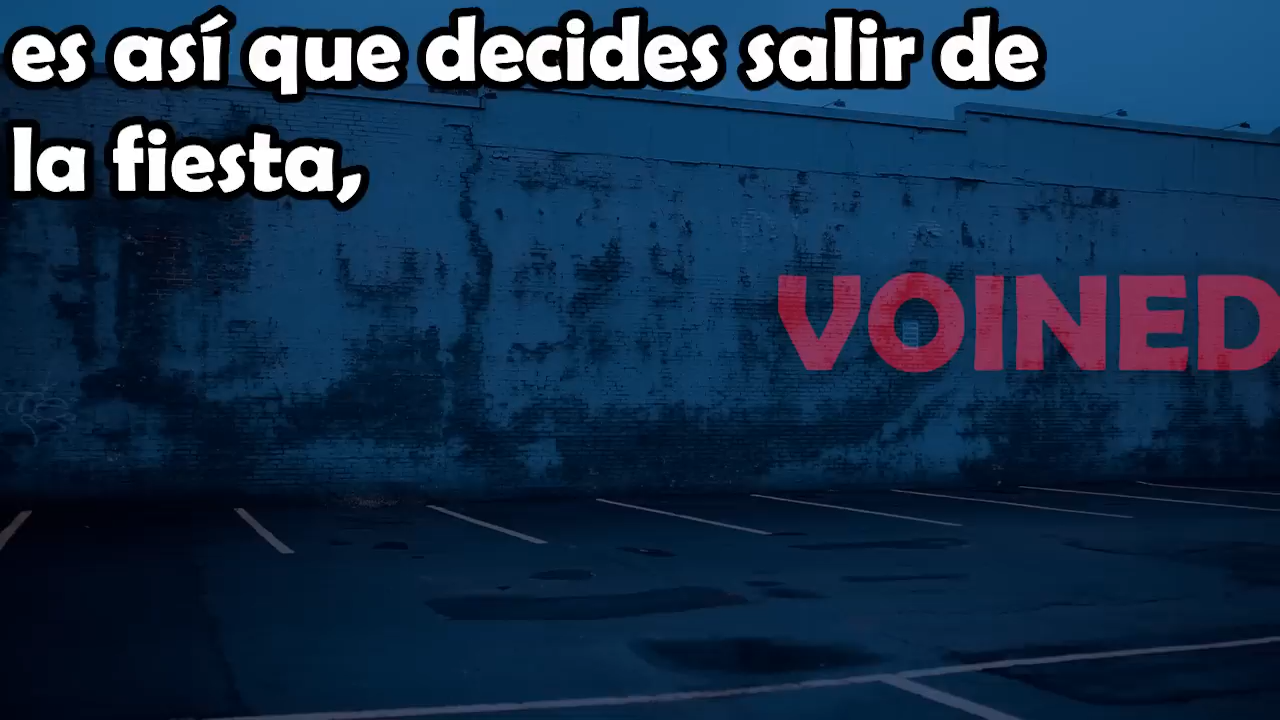 es así que decides salir de
la fiesta,
VOINED